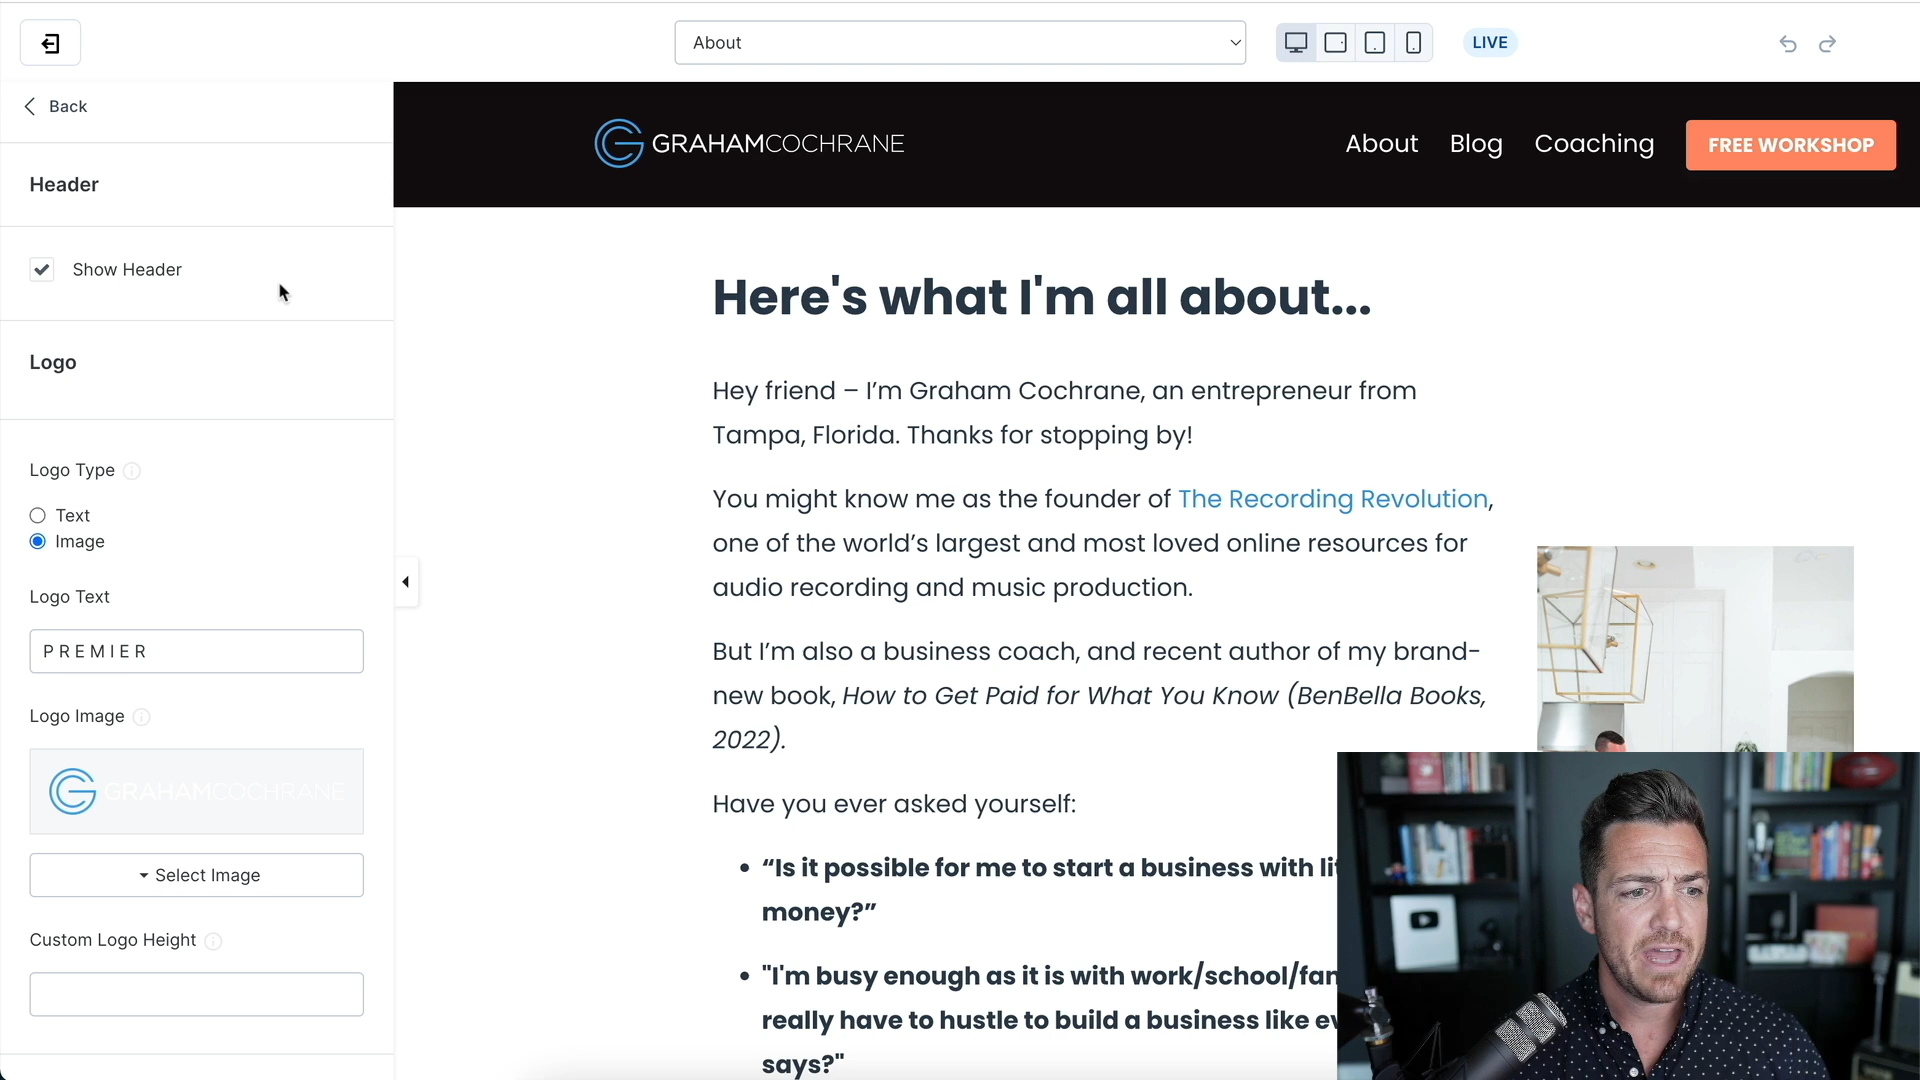 About
LIVE
Back
Header
Show Header
Logo
Logo Type
Text
Image
Logo Text
PREMIER
Logo Image
GRAHAMCOCHRANE
Select Image
Custom Logo Height
GRAHAMCOCHRANE
About Blog Coaching FREE WORKSHOP
Here's what I'm all about...
Hey friend – I’m Graham Cochrane, an entrepreneur from
Tampa, Florida. Thanks for stopping by!
You might know me as the founder of The Recording Revolution,
one of the world’s largest and most loved online resources for
audio recording and music production.
But I’m also a business coach, and recent author of my brand-
new book, How to Get Paid for What You Know (BenBella Books,
2022).
Have you ever asked yourself:
• “Is it possible for me to start a business with
money?”
• "I'm busy enough as it is with work/school/
really have to hustle to build a business like
says?"